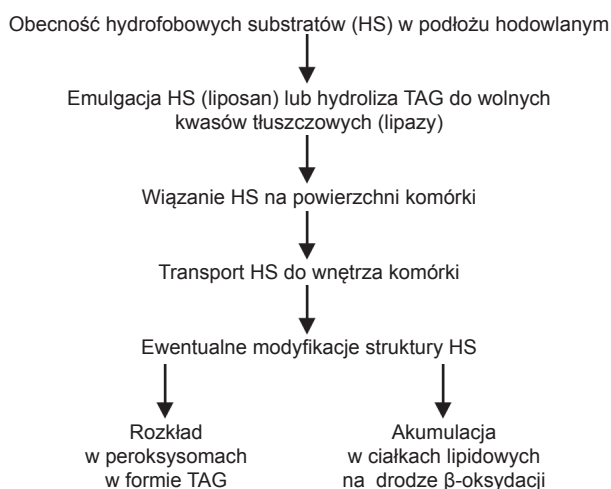 Obecność hydrofobowych substratów (HS) w podłożu hodowlanym
Emulgacja HS (liposan) lub hydroliza TAG do wolnych
kwasów tłuszczowych (lipazy)
Wiązanie HS na powierzchni komórki
Transport HS do wnętrza komórki
Ewentualne modyfikacje struktury HS
Rozkład
w peroksysomach
w formie TAG
Akumulacja
w ciałkach lipidowych
na drodze β-oksydacji